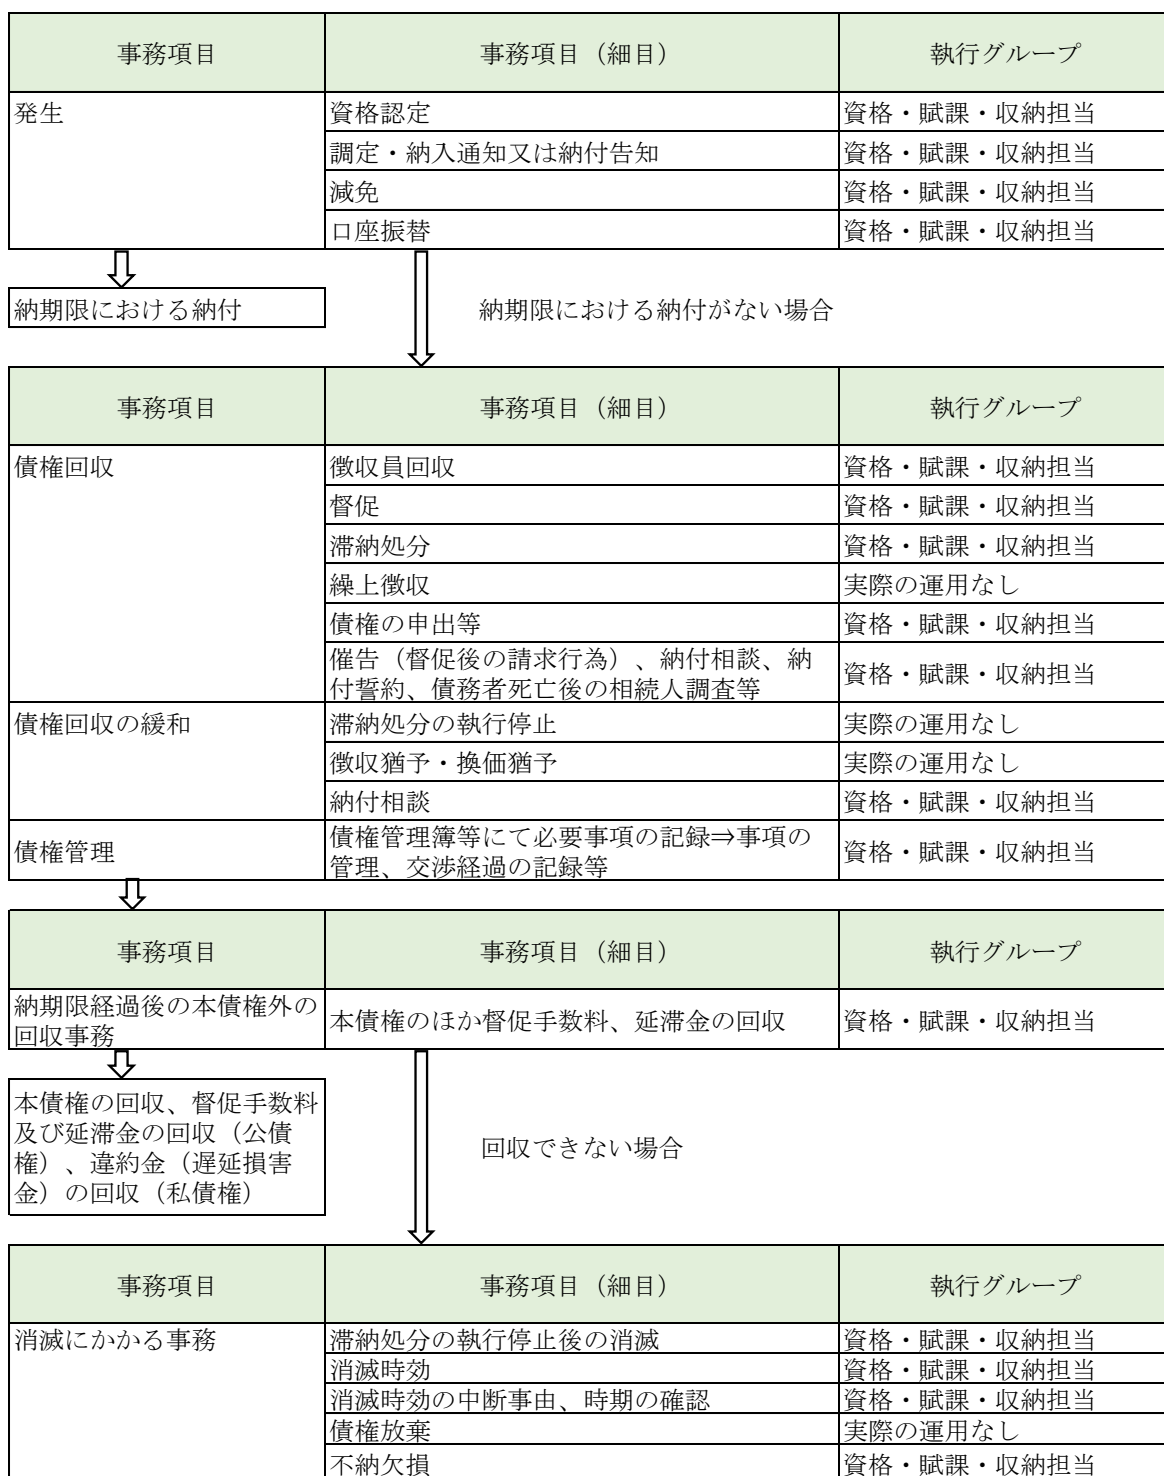 事務項目 事務項目（細目） 執行グループ
発生 資格認定 資格・賦課・収納担当
調定・納入通知又は納付告知 資格・賦課・収納担当
減免 資格・賦課・収納担当
口座振替 資格・賦課・収納担当
納期限における納付 納期限における納付がない場合
事務項目 事務項目（細目） 執行グループ
債権回収 徴収員回収 資格・賦課・収納担当
督促 資格・賦課・収納担当
滞納処分 資格・賦課・収納担当
繰上徴収 実際の運用なし
債権の申出等 資格・賦課・収納担当
催告（督促後の請求行為）、納付相談、納
付誓約、債務者死亡後の相続人調査等 資格・賦課・収納担当
債権回収の緩和 滞納処分の執行停止 実際の運用なし
徴収猶予・換価猶予 実際の運用なし
納付相談 資格・賦課・収納担当
債権管理 債権管理簿等にて必要事項の記録⇒事項の
管理、交渉経過の記録等 資格・賦課・収納担当
事務項目 事務項目（細目） 執行グループ
納期限経過後の本債権外の
回収事務 本債権のほか督促手数料、延滞金の回収 資格・賦課・収納担当
本債権の回収、督促手数料
及び延滞金の回収（公債
権）、違約金（遅延損害
金）の回収（私債権）
回収できない場合
事務項目 事務項目（細目） 執行グループ
消滅にかかる事務 滞納処分の執行停止後の消滅 資格・賦課・収納担当
消滅時効 資格・賦課・収納担当
消滅時効の中断事由、時期の確認 資格・賦課・収納担当
債権放棄 実際の運用なし
不納欠損 資格・賦課・収納担当